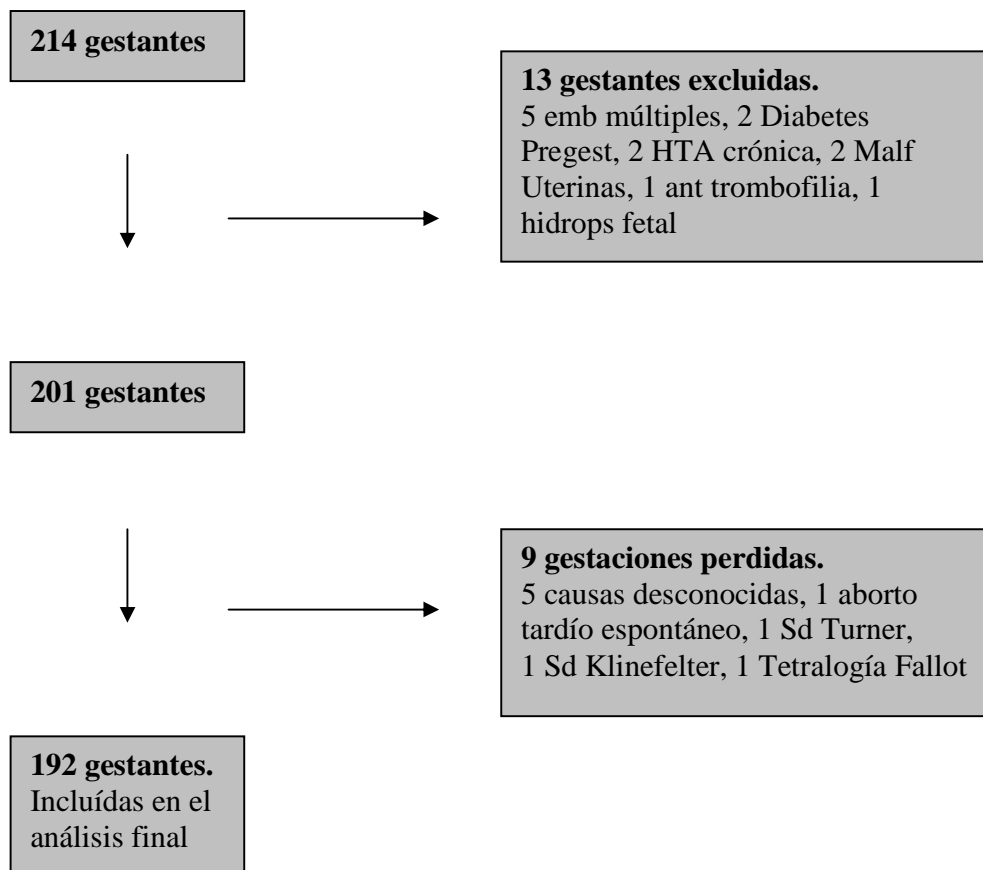 214 gestantes
13 gestantes excluidas.
5 emb múltiples, 2 Diabetes
Pregest, 2 HTA crónica, 2 Malf
Uterinas, 1 ant trombofilia, 1
hidrops fetal
201 gestantes
9 gestaciones perdidas.
5 causas desconocidas, 1 aborto
tardío espontáneo, 1 Sd Turner,
1 Sd Klinefelter, 1 Tetralogía Fallot
192 gestantes.
Incluídas en el
análisis final